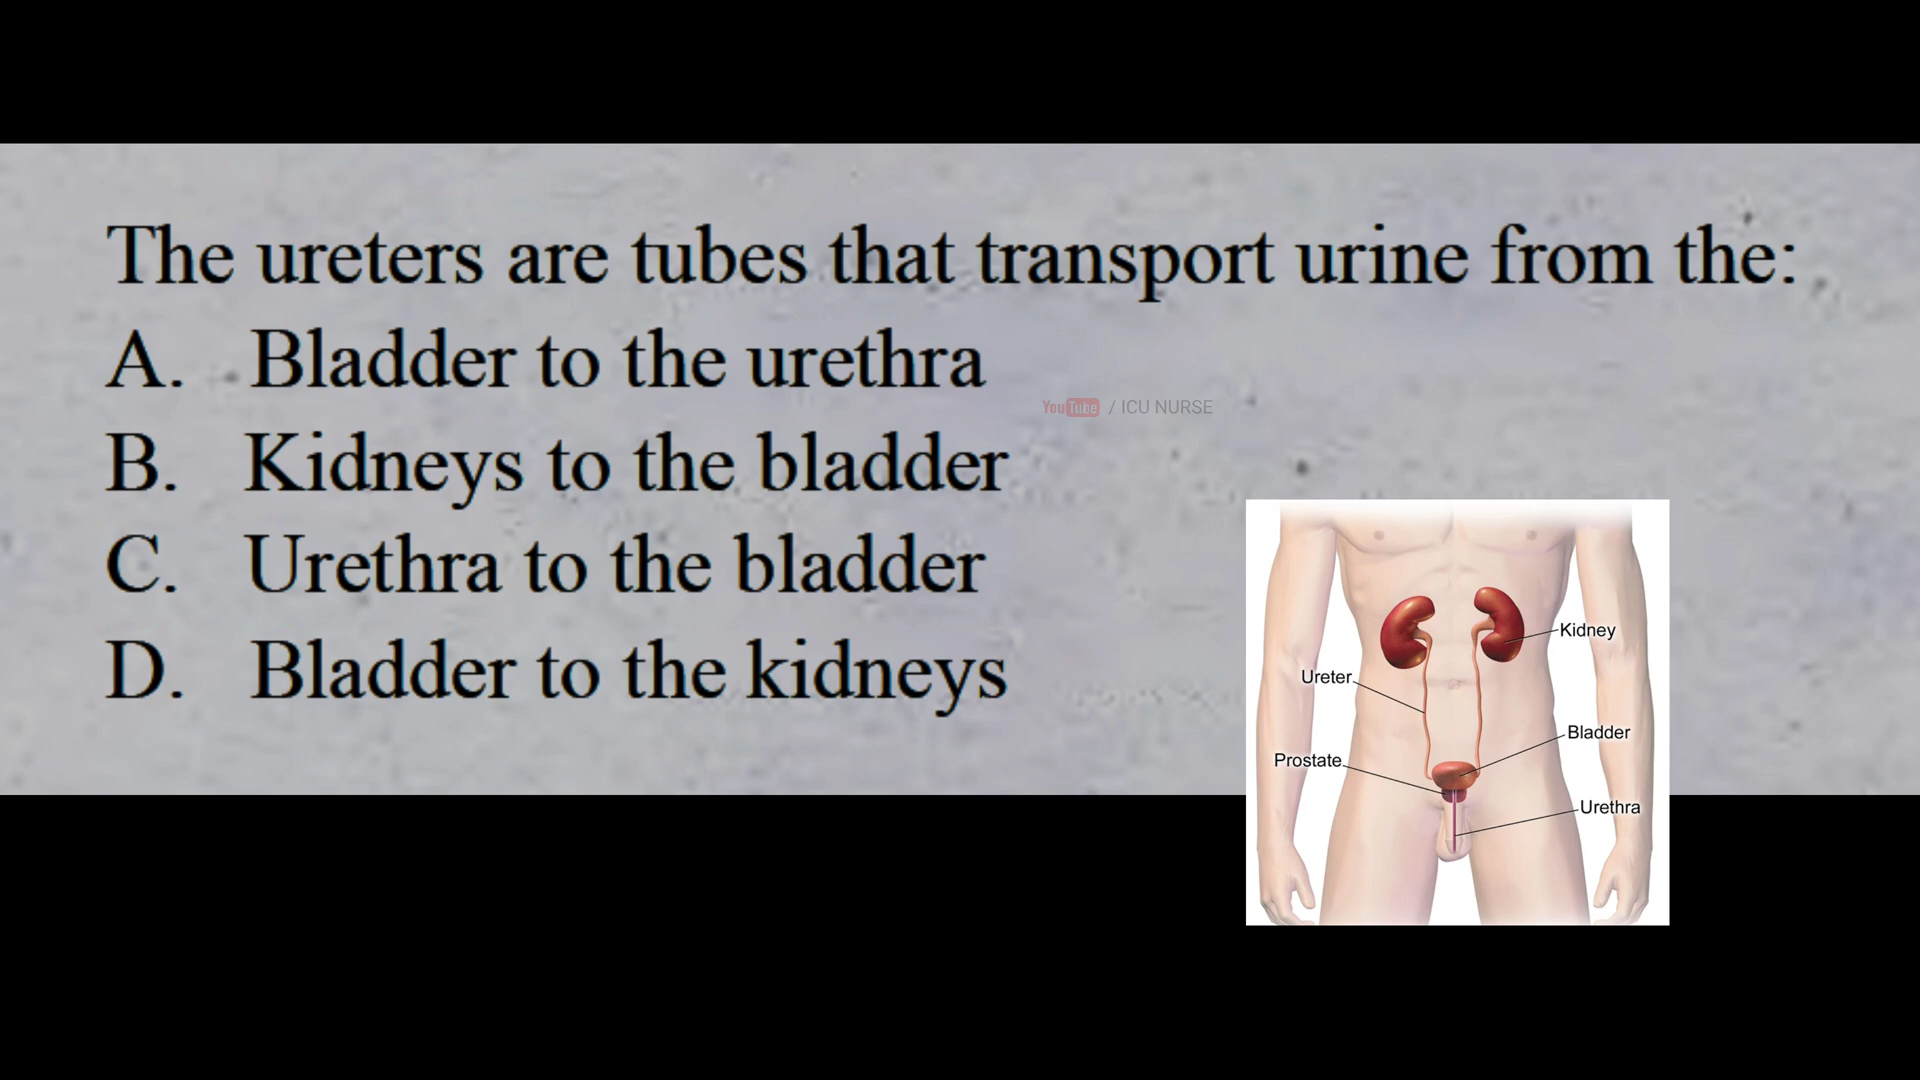 The ureters are tubes that transport urine from the:
A. Bladder to the urethra
YouTube / ICU NURSE
B. Kidneys to the bladder
C. Urethra to the bladder
D. Bladder to the kidneys
Kidney
Ureter
Bladder
Prostate
Urethra